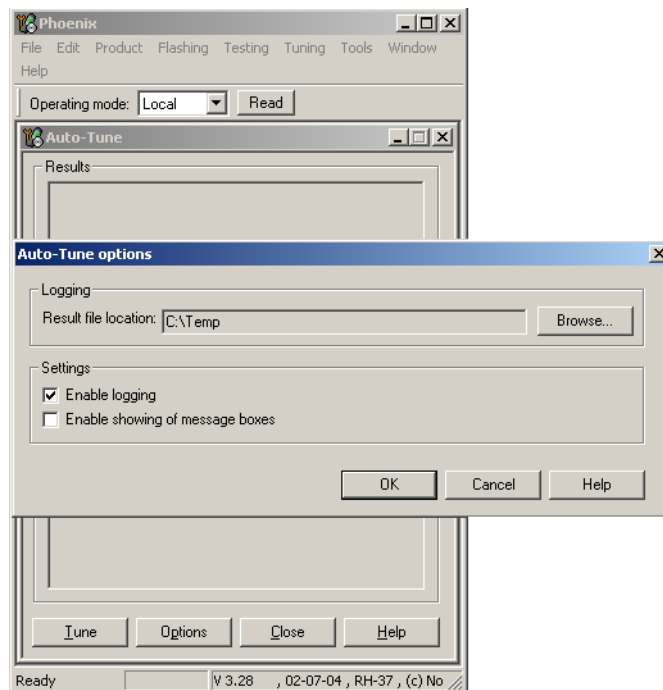 Phoenix
File Edit Product Flashing Testing Tuning Tools Window
Help
Operating mode: Local Read
Auto-Tune
Results
Auto-Tune options
Logging
Result file location: C:\Temp Browse...
Settings
Enable logging
Enable showing of message boxes
OK Cancel Help
Tune Options Close Help
Ready V 3.28 , 02-07-04 , RH-37 , (c) No